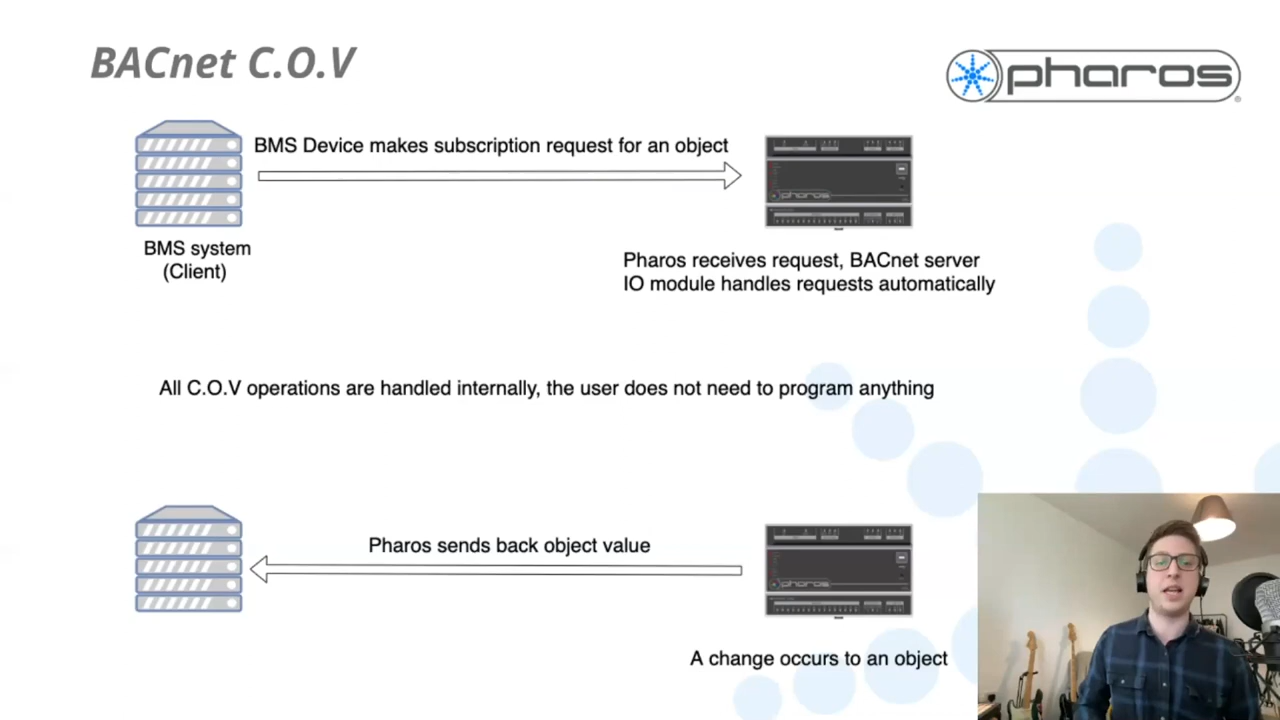 BACnet C.O.V
pharos
BMS Device makes subscription request for an object
pharos
BMS system
(Client)
Pharos receives request, BACnet server
IO module handles requests automatically
All C.O.V operations are handled internally, the user does not need to program anything
Pharos sends back object value
pharos
A change occurs to an object